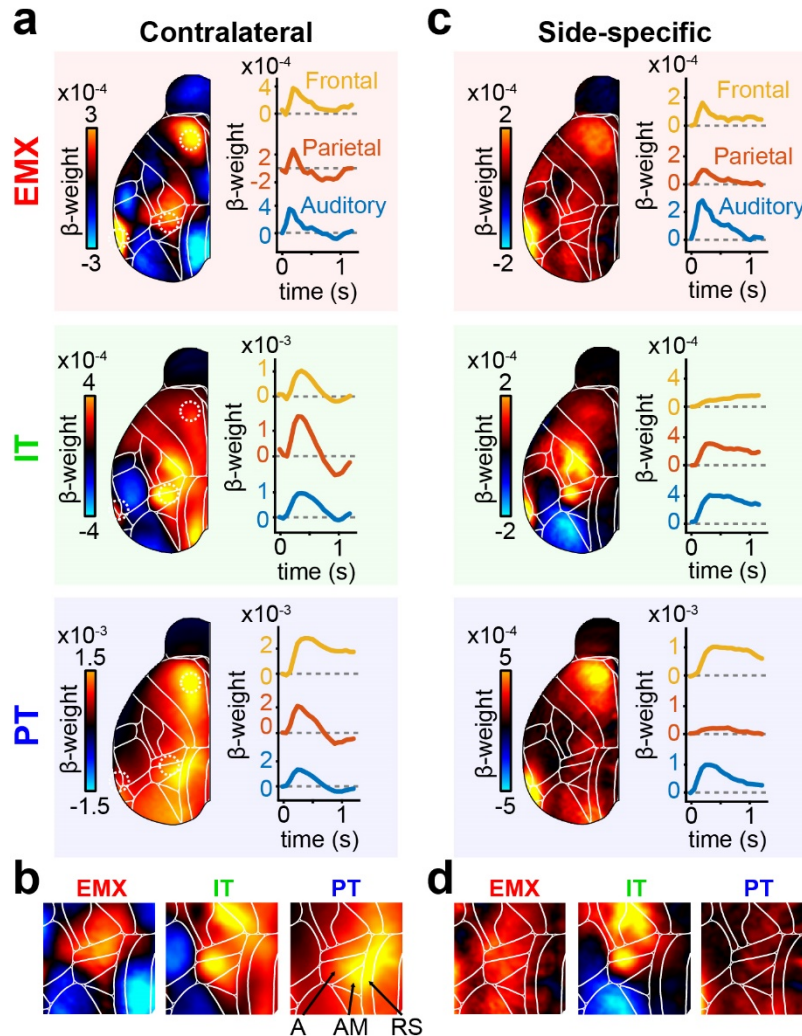 a
Contralateral
c
Side-specific
EMX
x10⁻⁴
3
β-weight
-3
x10⁻⁴
β-weight
4
0
Frontal
2
-2
Parietal
4
0
Auditory
0
1
time (s)
x10⁻⁴
2
β-weight
-2
x10⁻⁴
β-weight
2
0
Frontal
2
0
Parietal
2
0
Auditory
0
1
time (s)
IT
x10⁻⁴
4
β-weight
-4
x10⁻³
β-weight
1
0
1
0
1
0
0
1
time (s)
x10⁻⁴
2
β-weight
-2
x10⁻⁴
β-weight
4
0
4
0
4
0
0
1
time (s)
PT
x10⁻³
1.5
β-weight
-1.5
x10⁻³
β-weight
2
0
2
0
2
0
0
1
time (s)
x10⁻⁴
5
β-weight
-5
x10⁻³
β-weight
1
0
1
0
1
0
0
1
time (s)
b
EMX
IT
PT
A
AM
RS
d
EMX
IT
PT